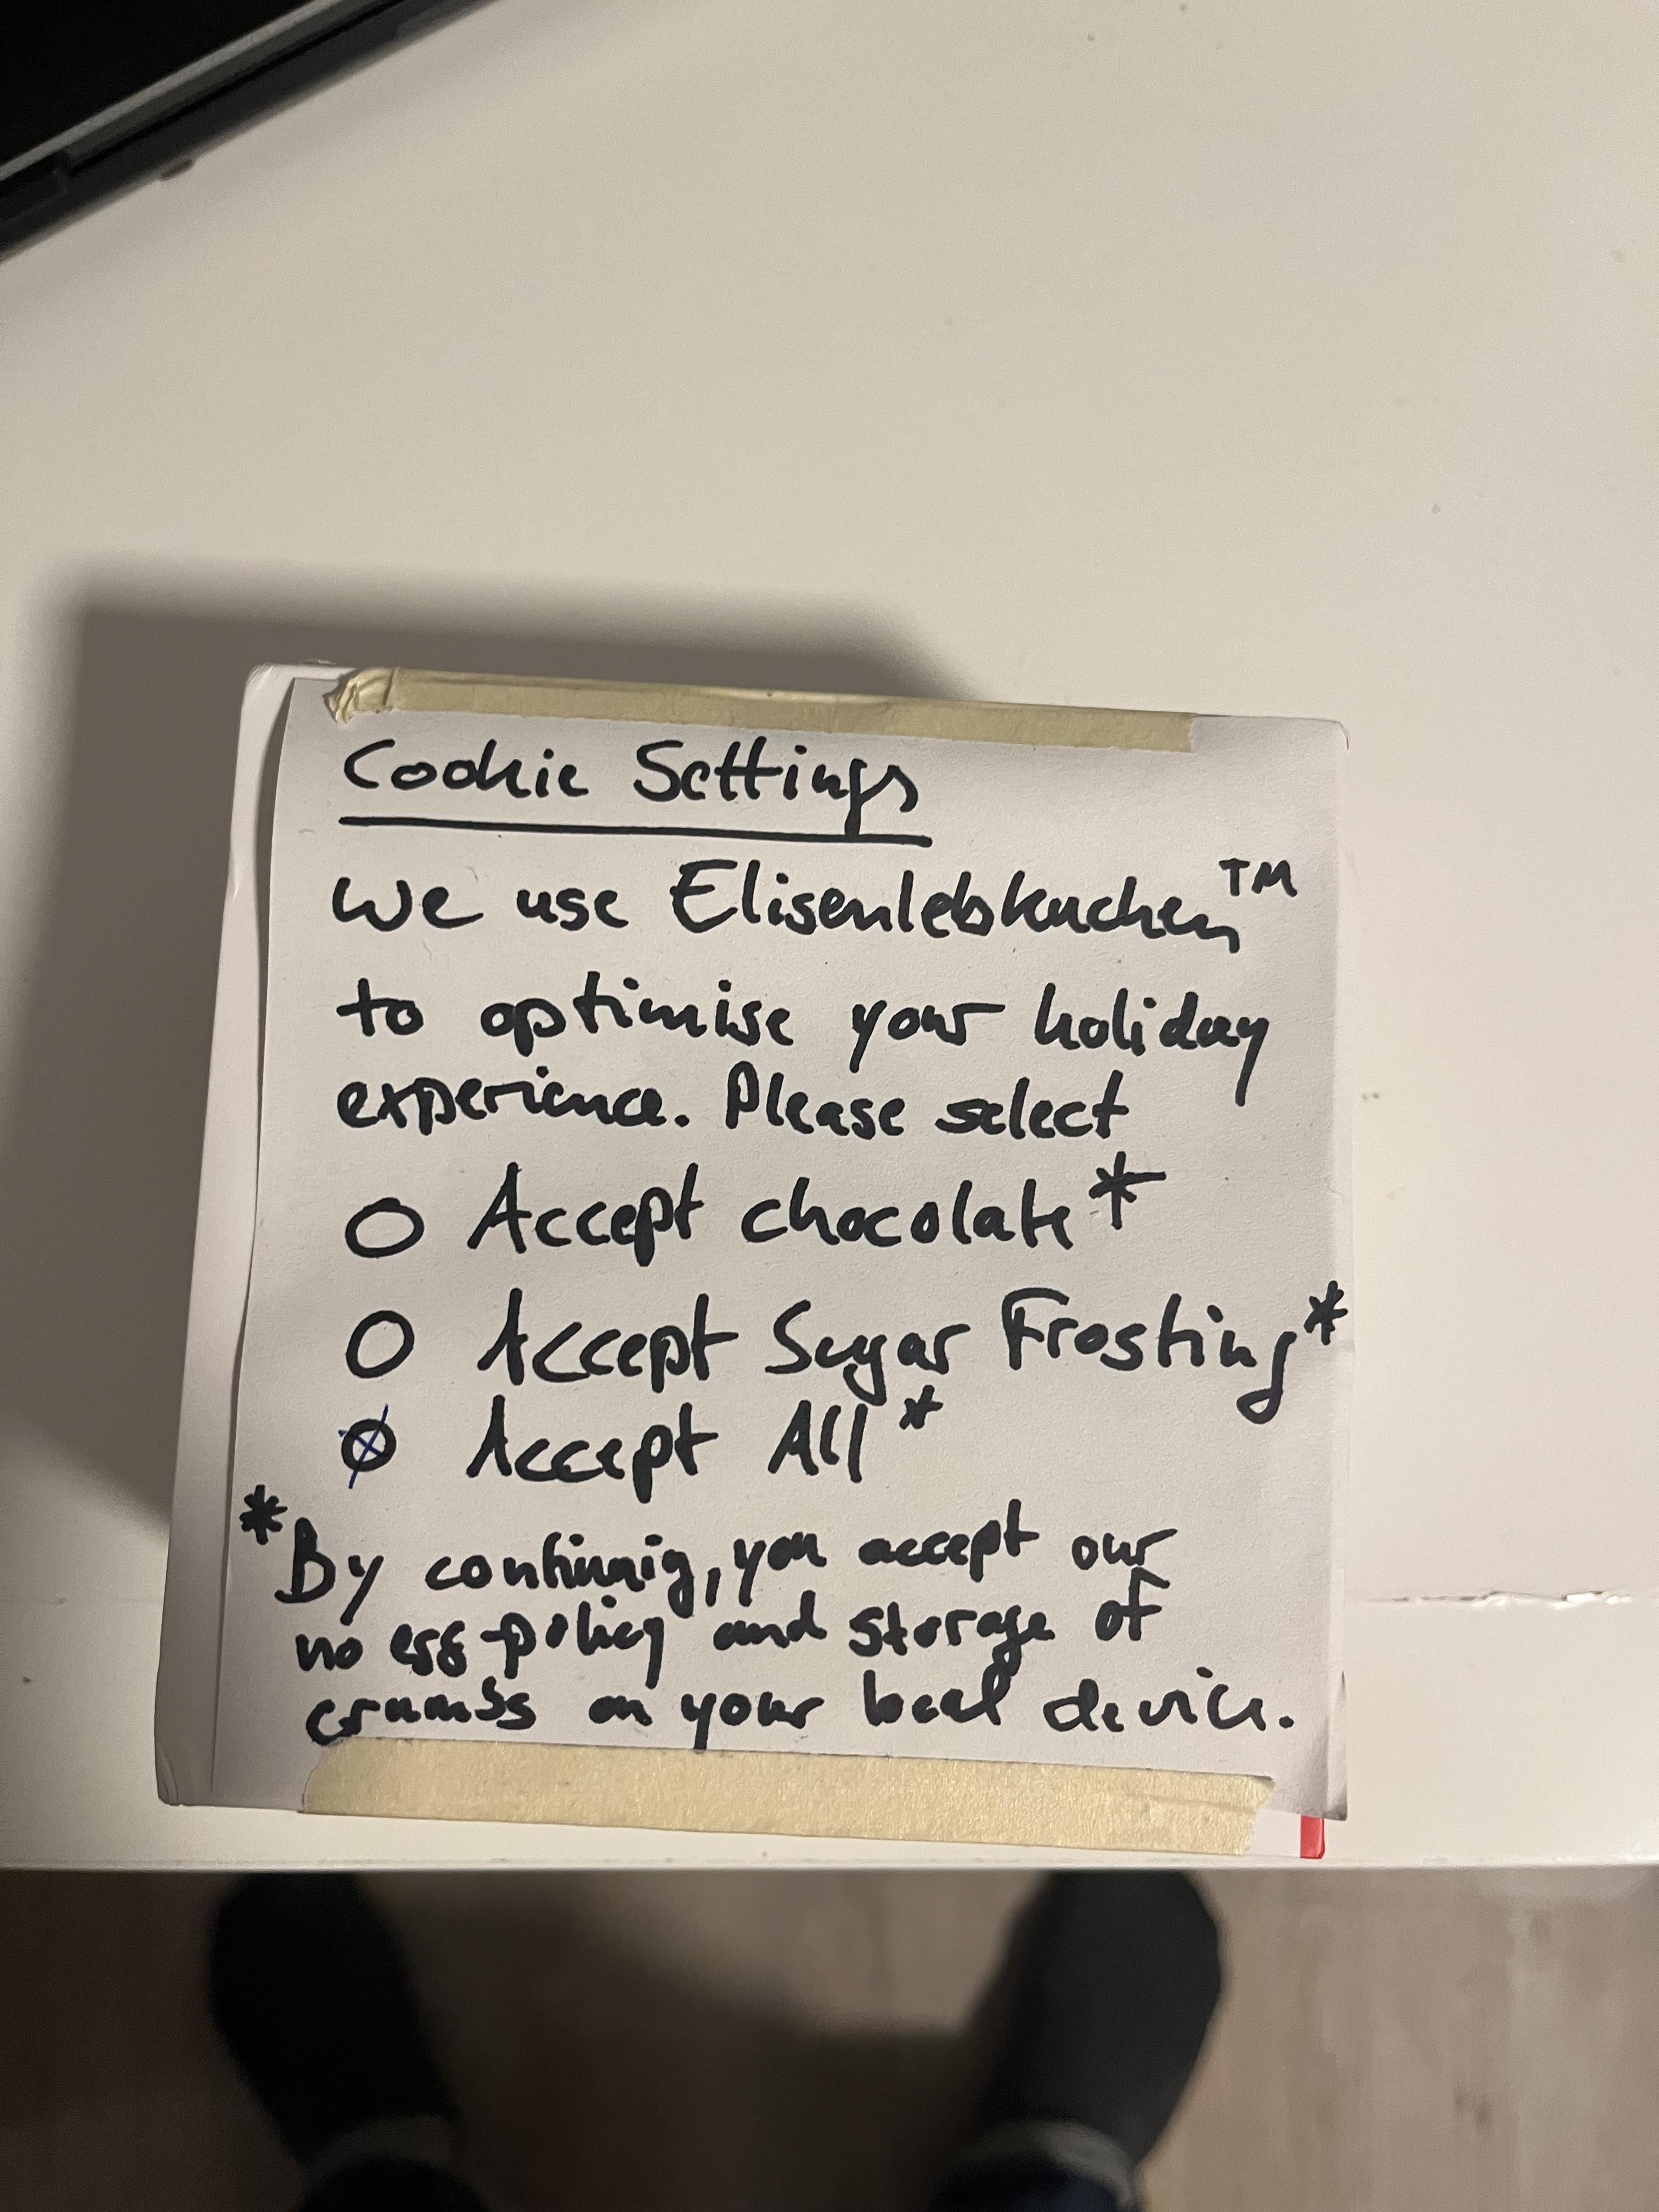 Cookie Settings
We use Elisenlebkuchen™
to optimise your holiday
experience. Please select
O Accept chocolate*
O Accept Sugar Frosting*
⊗ Accept All*
*By continuing, you accept our
no egg-policy and storage of
crumbs on your local device.